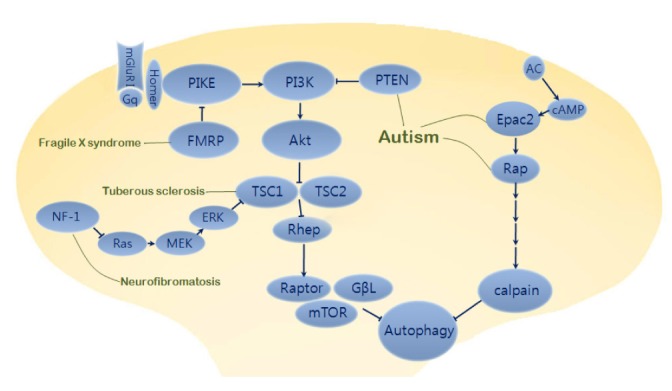 mGluR I
Gq
Homer
PIKE
PI3K
PTEN
AC
cAMP
Epac2
Fragile X syndrome
FMRP
Akt
Autism
Rap
Tuberous sclerosis
TSC1
TSC2
NF-1
ERK
Ras
MEK
Rhep
Neurofibromatosis
Raptor
GβL
mTOR
calpain
Autophagy